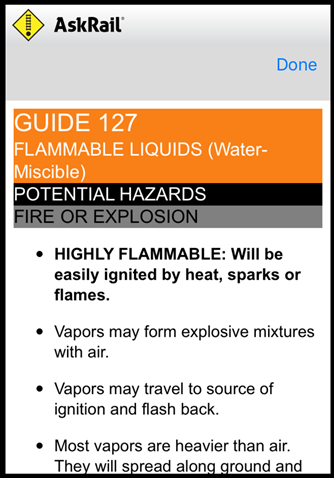 AskRail®
Done
GUIDE 127
FLAMMABLE LIQUIDS (Water-
Miscible)
POTENTIAL HAZARDS
FIRE OR EXPLOSION
• HIGHLY FLAMMABLE: Will be
easily ignited by heat, sparks or
flames.
• Vapors may form explosive mixtures
with air.
• Vapors may travel to source of
ignition and flash back.
• Most vapors are heavier than air.
They will spread along ground and